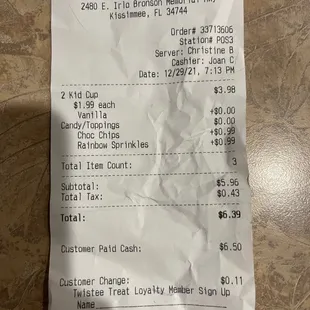 2480 E. Irlo Bronson Memorial Hwy
Kissimmee, FL 34744
Order# 33713606
Station# POS3
Server: Christine B
Cashier: Joan C
Date: 12/29/21, 7:13 PM
2 Kid Cup $3.98
$1.99 each
Vanilla +$0.00
Candy/Toppings $0.00
Choc Chips +$0.99
Rainbow Sprinkles +$0.99
Total Item Count: 3
Subtotal: $5.96
Total Tax: $0.43
Total: $6.39
Customer Paid Cash: $6.50
Customer Change: $0.11
Twistee Treat Loyalty Member Sign Up
Name